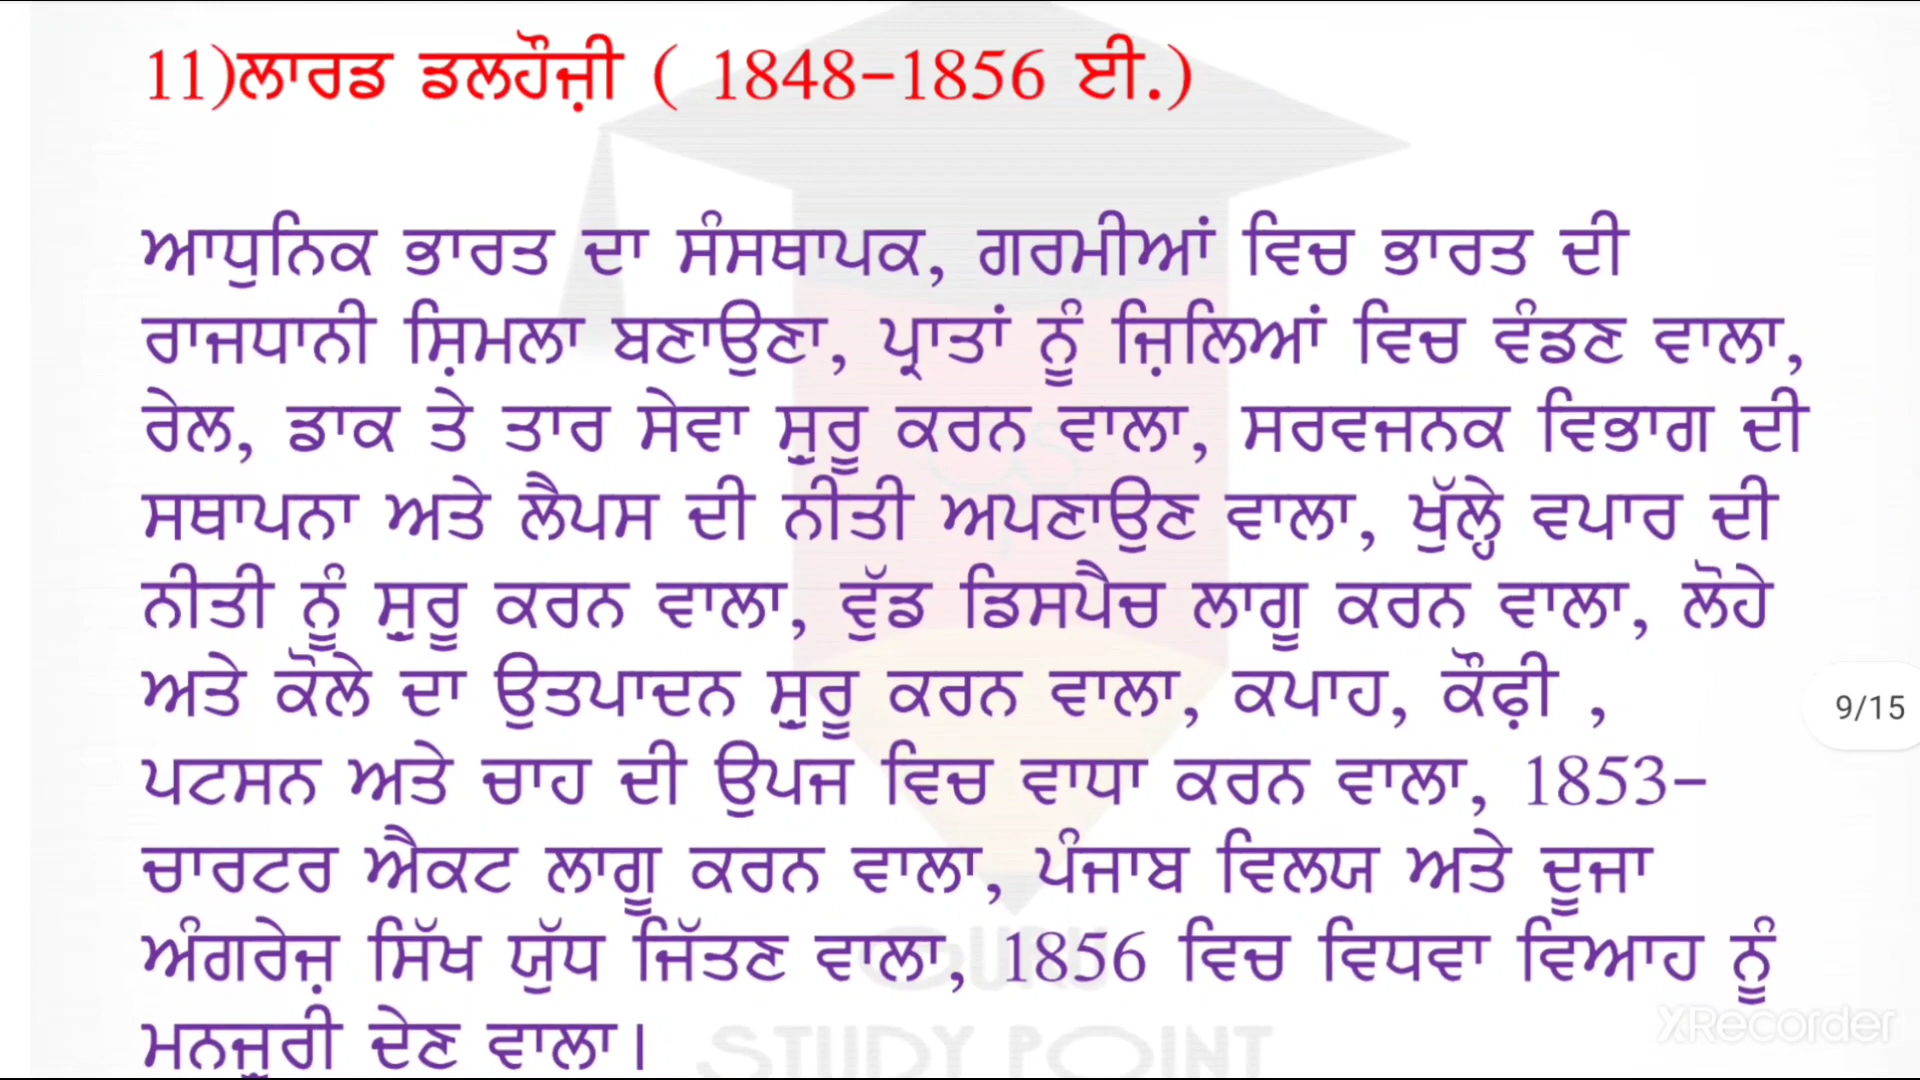 11)ਲਾਰਡ ਡਲਹੌਜ਼ੀ ( 1848-1856 ਈ.)
ਆਧੁਨਿਕ ਭਾਰਤ ਦਾ ਸੰਸਥਾਪਕ, ਗਰਮੀਆਂ ਵਿਚ ਭਾਰਤ ਦੀ
ਰਾਜਧਾਨੀ ਸ਼ਿਮਲਾ ਬਣਾਉਣਾ, ਪ੍ਰਾਤਾਂ ਨੂੰ ਜ਼ਿਲਿਆਂ ਵਿਚ ਵੰਡਣ ਵਾਲਾ,
ਰੇਲ, ਡਾਕ ਤੇ ਤਾਰ ਸੇਵਾ ਸ਼ੁਰੂ ਕਰਨ ਵਾਲਾ, ਸਰਵਜਨਕ ਵਿਭਾਗ ਦੀ
ਸਥਾਪਨਾ ਅਤੇ ਲੈਪਸ ਦੀ ਨੀਤੀ ਅਪਣਾਉਣ ਵਾਲਾ, ਖੁੱਲ੍ਹੇ ਵਪਾਰ ਦੀ
ਨੀਤੀ ਨੂੰ ਸ਼ੁਰੂ ਕਰਨ ਵਾਲਾ, ਵੁੱਡ ਡਿਸਪੈਚ ਲਾਗੂ ਕਰਨ ਵਾਲਾ, ਲੋਹੇ
ਅਤੇ ਕੋਲੇ ਦਾ ਉਤਪਾਦਨ ਸ਼ੁਰੂ ਕਰਨ ਵਾਲਾ, ਕਪਾਹ, ਕੌਫ਼ੀ ,
9/15
ਪਟਸਨ ਅਤੇ ਚਾਹ ਦੀ ਉਪਜ ਵਿਚ ਵਾਧਾ ਕਰਨ ਵਾਲਾ, 1853-
ਚਾਰਟਰ ਐਕਟ ਲਾਗੂ ਕਰਨ ਵਾਲਾ, ਪੰਜਾਬ ਵਿਲਯ ਅਤੇ ਦੂਜਾ
ਅੰਗਰੇਜ਼ ਸਿੱਖ ਯੁੱਧ ਜਿੱਤਣ ਵਾਲਾ, 1856 ਵਿਚ ਵਿਧਵਾ ਵਿਆਹ ਨੂੰ
ਮਨਜ਼ੂਰੀ ਦੇਣ ਵਾਲਾ।
GURU
STUDY POINT
XRecorder